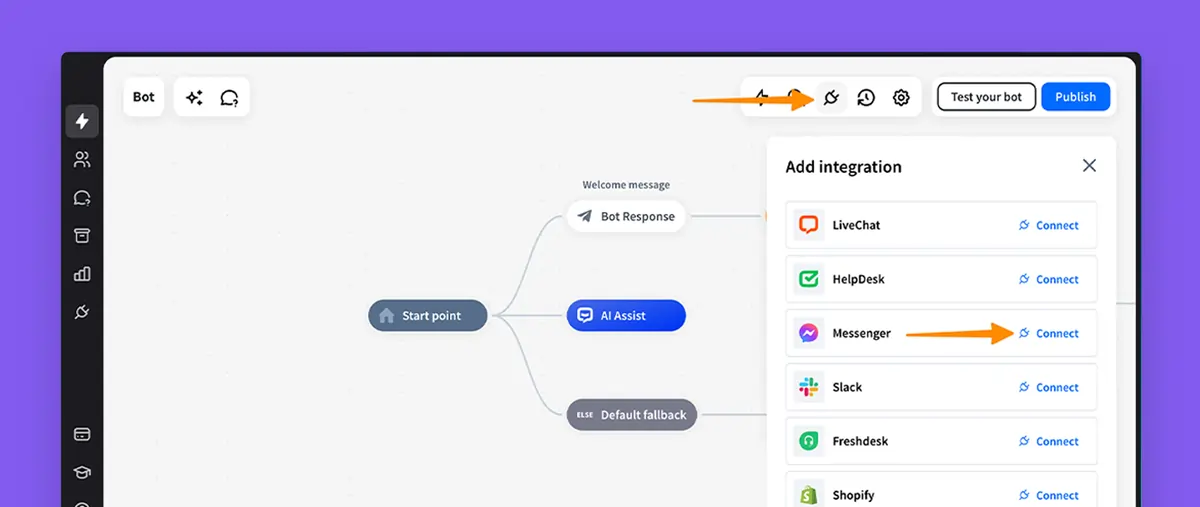 Bot
Test your bot
Publish
Add integration
Welcome message
Bot Response
LiveChat
Connect
HelpDesk
Connect
Start point
AI Assist
Messenger
Connect
Slack
Connect
ELSE Default fallback
Freshdesk
Connect
Shopify
Connect